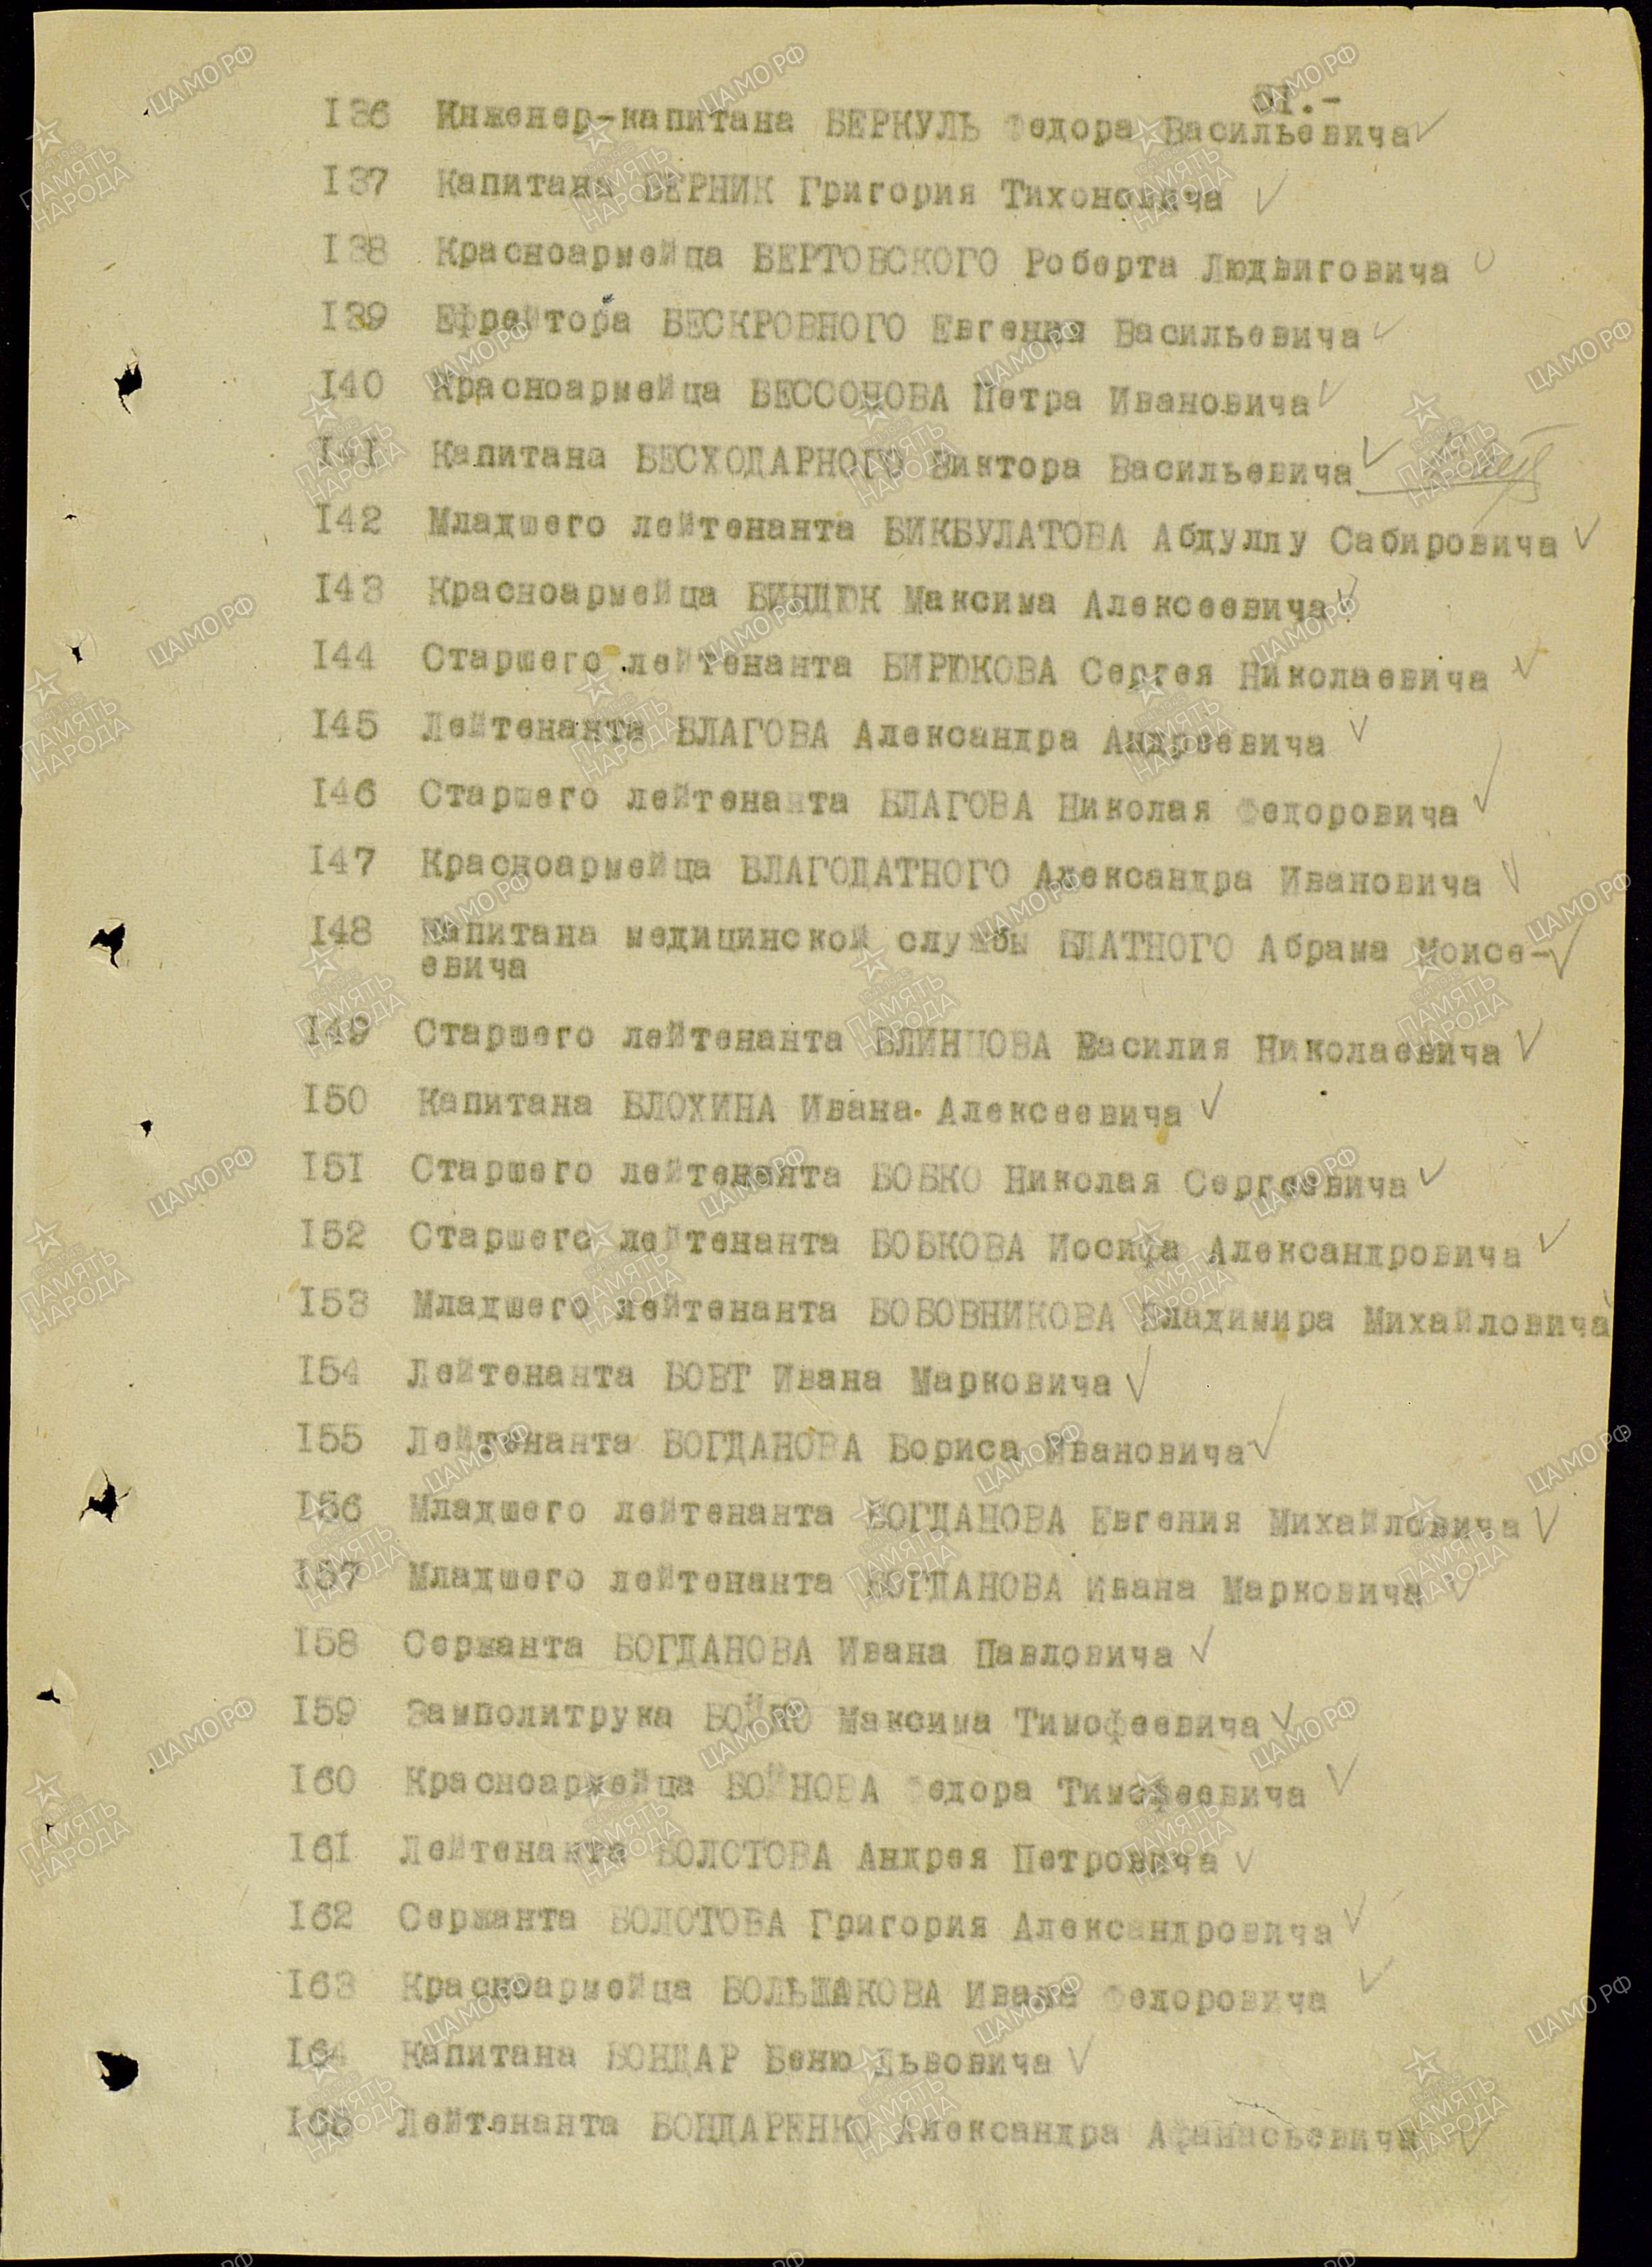 31.-
136 Инженер-капитана БЕРКУЛЬ Федора Васильевича
137 Капитана БЕРНИК Григория Тихоновича
138 Красноармейца БЕРТОВСКОГО Роберта Людвиговича
139 Ефрейтора БЕСКРОВНОГО Евгения Васильевича
140 Красноармейца БЕССОНОВА Петра Ивановича
141 Капитана БЕСХОДАРНОГО Виктора Васильевича
142 Младшего лейтенанта БИКБУЛАТОВА Абдуллу Сабировича
143 Красноармейца БИНДЮК Максима Алексеевича
144 Старшего лейтенанта БИРЮКОВА Сергея Николаевича
145 Лейтенанта БЛАГОВА Александра Андреевича
146 Старшего лейтенанта БЛАГОВА Николая Федоровича
147 Красноармейца БЛАГОДАТНОГО Александра Ивановича
148 Капитана медицинской службы БЛАТНОГО Абрама Моисе-
евича
149 Старшего лейтенанта БЛИНЦОВА Василия Николаевича
150 Капитана БЛОХИНА Ивана Алексеевича
151 Старшего лейтенанта БОБКО Николая Сергеевича
152 Старшего лейтенанта БОБКОВА Иосифа Александровича
153 Младшего лейтенанта БОБОВНИКОВА Владимира Михайловича
154 Лейтенанта БОВТ Ивана Марковича
155 Лейтенанта БОГДАНОВА Бориса Ивановича
156 Младшего лейтенанта БОГДАНОВА Евгения Михайловича
157 Младшего лейтенанта БОГДАНОВА Ивана Марковича
158 Сержанта БОГДАНОВА Ивана Павловича
159 Замполитрука БОЙКО Максима Тимофеевича
160 Красноармейца БОЙНОВА Федора Тимофеевича
161 Лейтенанта БОЛОТОВА Андрея Петровича
162 Сержанта БОЛОТОВА Григория Александровича
163 Красноармейца БОЛЬШАКОВА Ивана Федоровича
164 Капитана БОНДАР Беню Львовича
165 Лейтенанта БОНДАРЕНКО Александра Афанасьевича